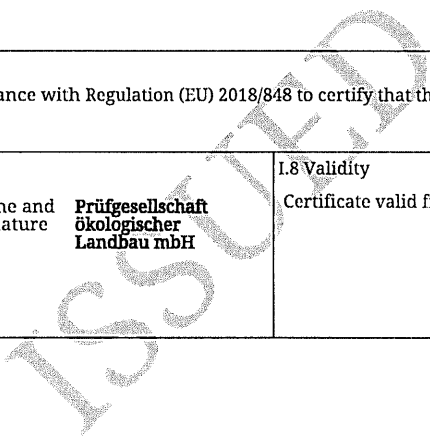 ance with Regulation (EU) 2018/848 to certify that th
I.8 Validity
Certificate valid f
ne and Prüfgesellschaft
ature ökologischer
Landbau mbH
ISSUED